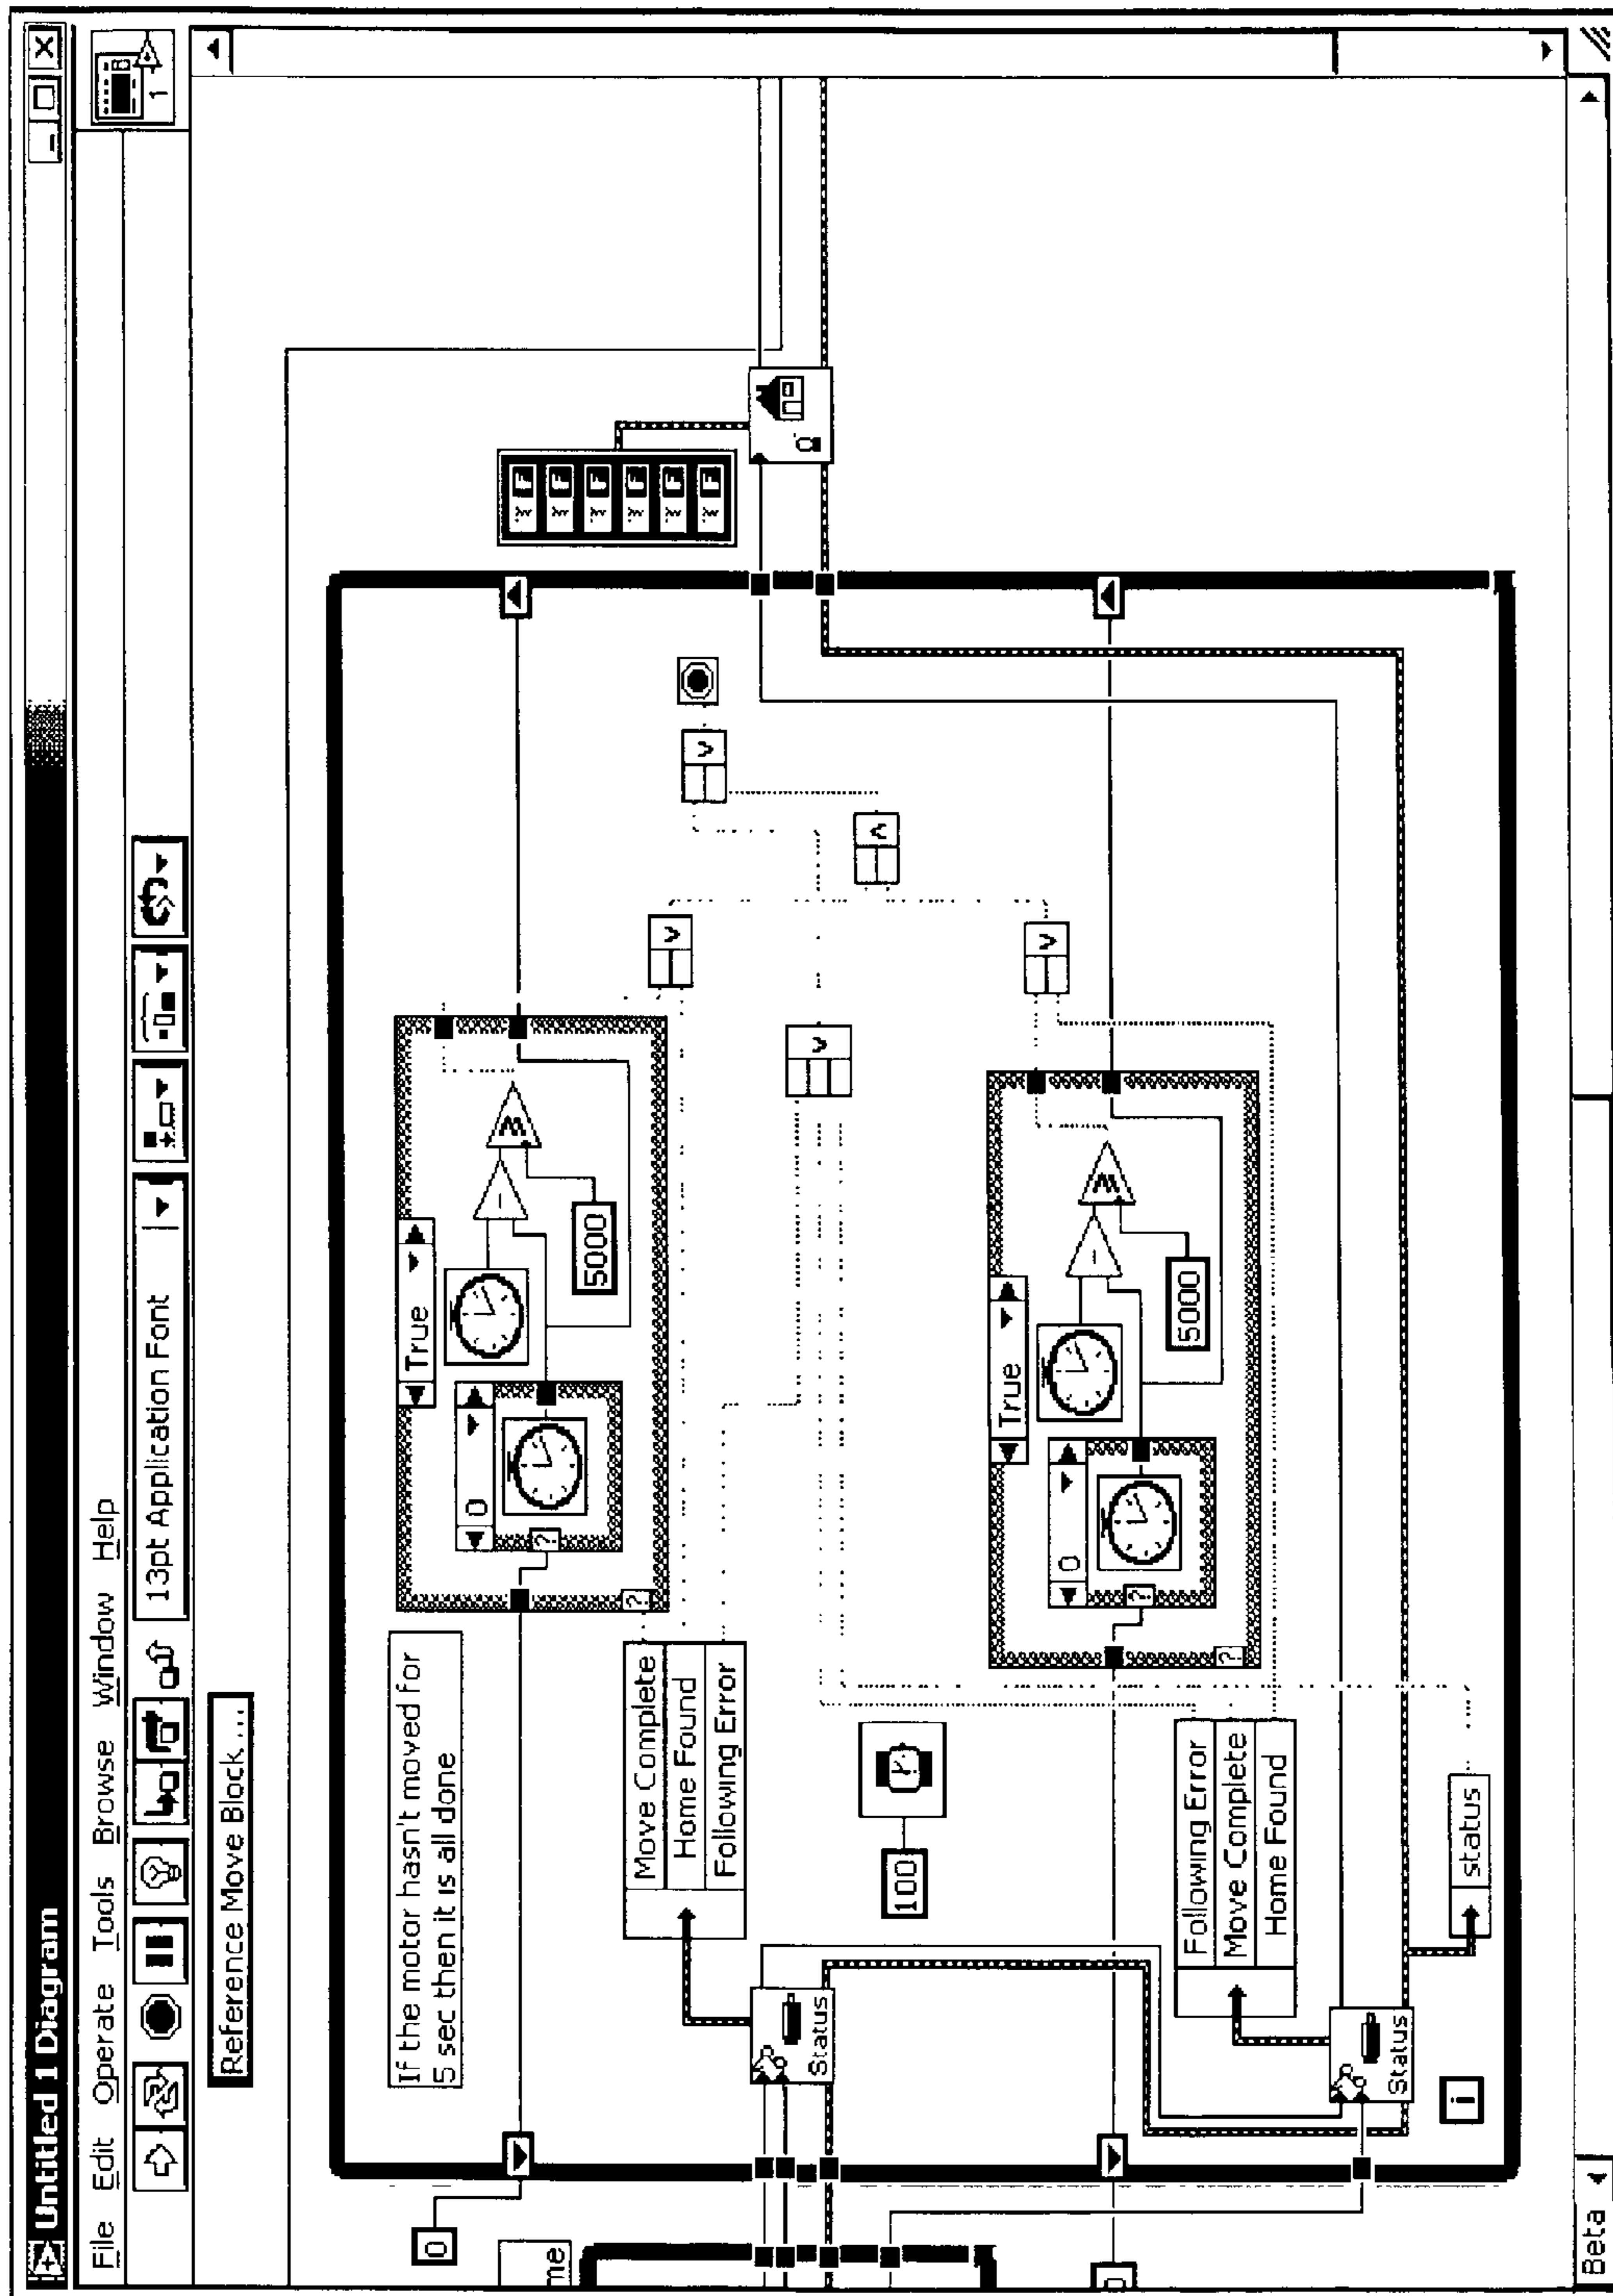 Untitled 1 Diagram
File Edit Operate Tools Browse Window Help
13pt Application Font
1
Reference Move Block...
0
me
If the motor hasn't moved for
5 sec then it is all done
True
0
?
?
5000
Move Complete
Home Found
Following Error
Status
100
True
0
?
?
5000
Following Error
Move Complete
Home Found
Status
status
i
F
F
F
F
F
F
Beta